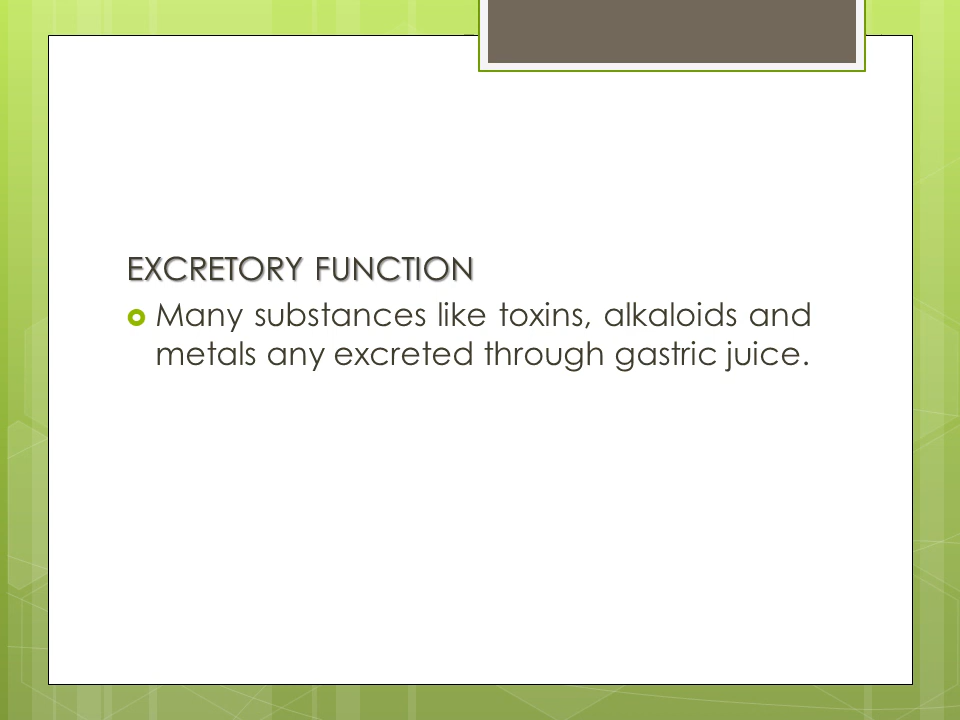 EXCRETORY FUNCTION
Many substances like toxins, alkaloids and
metals any excreted through gastric juice.